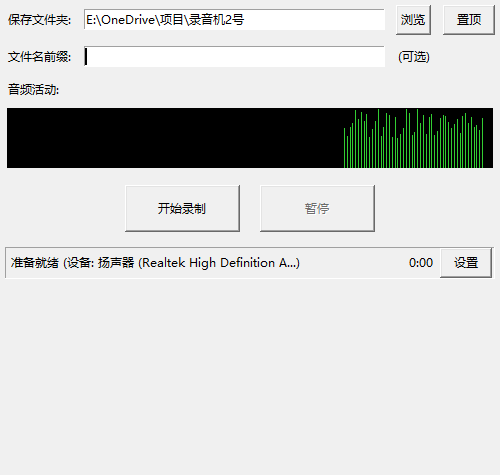 保存文件夹: E:\OneDrive\项目\录音机2号 浏览 置顶
文件名前缀: (可选)
音频活动:
开始录制 暂停
准备就绪 (设备: 扬声器 (Realtek High Definition A...) 0:00 设置